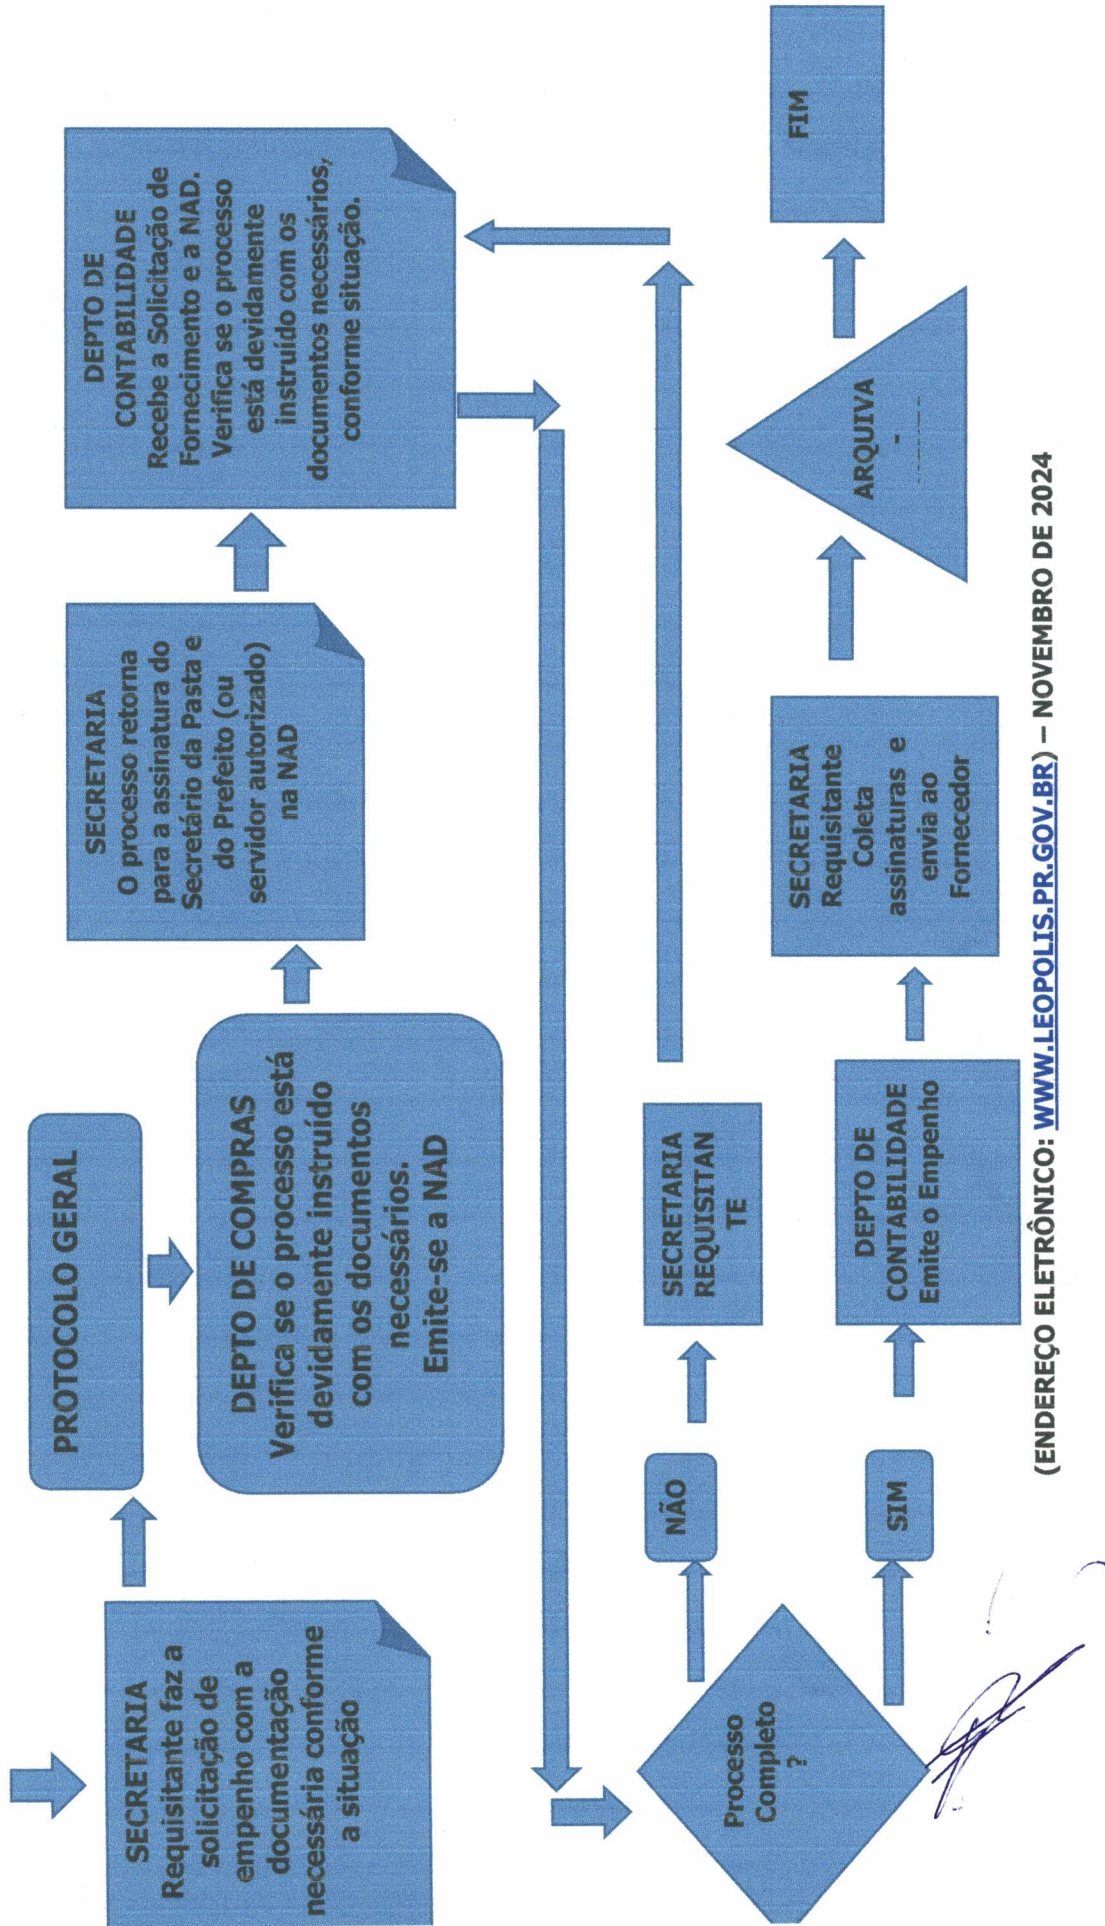 SECRETARIA
Requisitante faz a
solicitação de
empenho com a
documentação
necessária conforme
a situação
PROTOCOLO GERAL
DEPTO DE COMPRAS
Verifica se o processo está
devidamente instruído
com os documentos
necessários.
Emite-se a NAD
SECRETARIA
O processo retorna
para a assinatura do
Secretário da Pasta e
do Prefeito (ou
servidor autorizado)
na NAD
DEPTO DE
CONTABILIDADE
Recebe a Solicitação de
Fornecimento e a NAD.
Verifica se o processo
está devidamente
instruído com os
documentos necessários,
conforme situação.
Processo
Completo
?
NÃO
SECRETARIA
REQUISITAN
TE
SIM
DEPTO DE
CONTABILIDADE
Emite o Empenho
SECRETARIA
Requisitante
Coleta
assinaturas e
envia ao
Fornecedor
ARQUIVA
-
FIM
(ENDEREÇO ELETRÔNICO: WWW.LEOPOLIS.PR.GOV.BR) – NOVEMBRO DE 2024